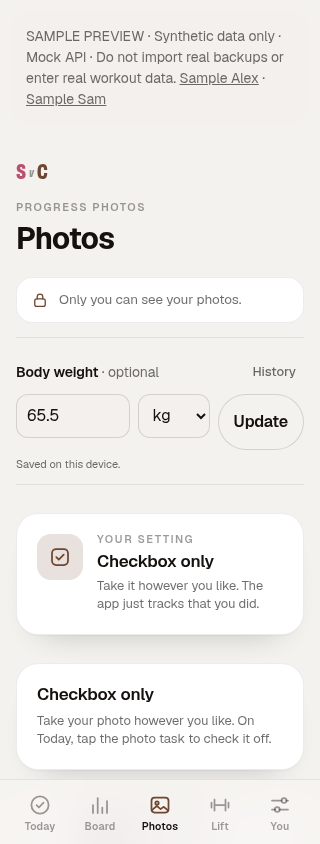 SAMPLE PREVIEW · Synthetic data only ·
Mock API · Do not import real backups or
enter real workout data. Sample Alex ·
Sample Sam
S v C
PROGRESS PHOTOS
Photos
Only you can see your photos.
Body weight · optional
History
65.5
kg
Update
Saved on this device.
YOUR SETTING
Checkbox only
Take it however you like. The
app just tracks that you did.
Checkbox only
Take your photo however you like. On
Today, tap the photo task to check it off.
Today
Board
Photos
Lift
You